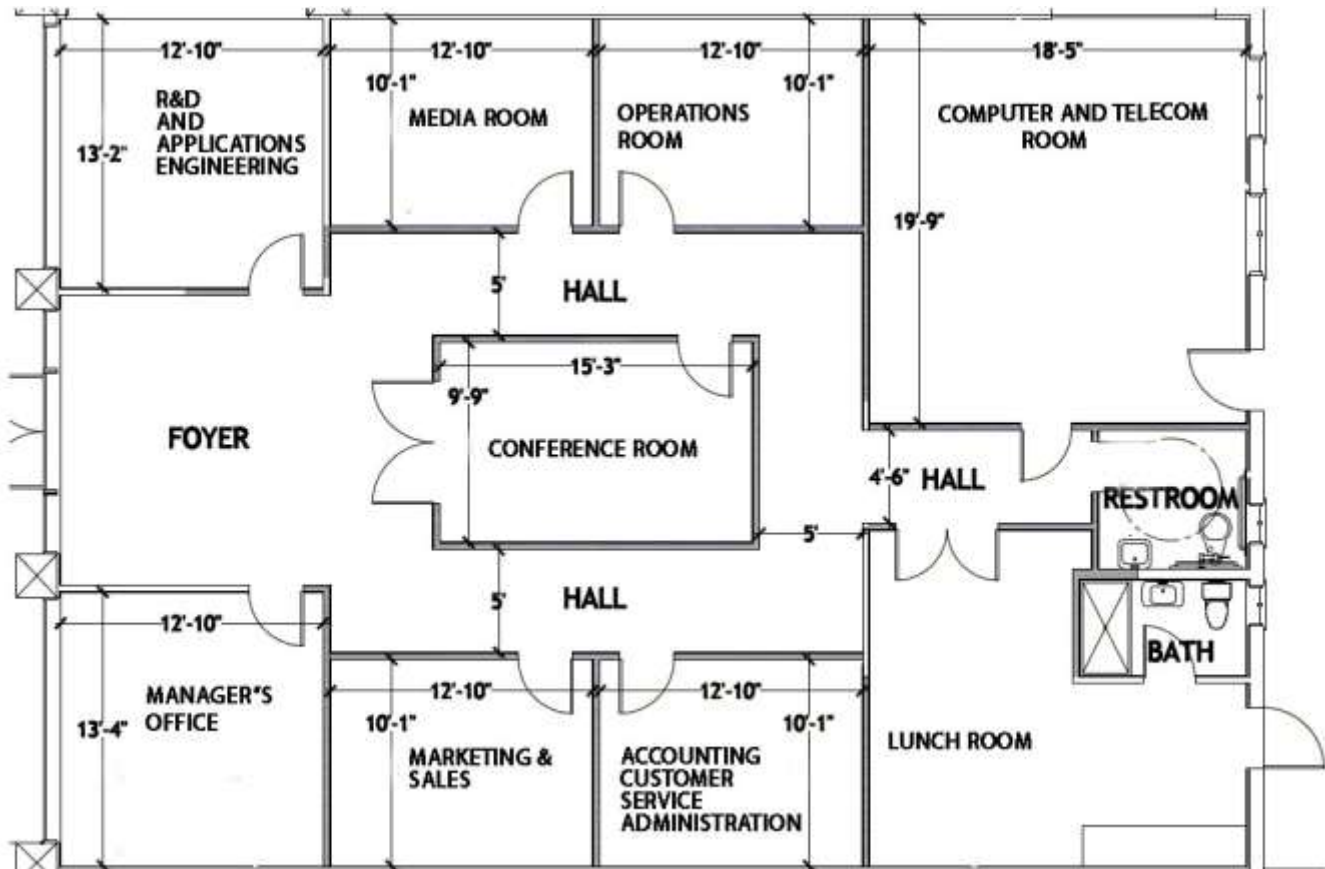 12'-10"
12'-10"
12'-10"
18'-5"
10'-1"
10'-1"
R&D
AND
APPLICATIONS
ENGINEERING
13'-2"
MEDIA ROOM
OPERATIONS
ROOM
COMPUTER AND TELECOM
ROOM
19'-9"
5'
HALL
15'-3"
9'-9"
FOYER
CONFERENCE ROOM
4'-6"
HALL
RESTROOM
5'
5'
HALL
12'-10"
BATH
MANAGER"S
OFFICE
13'-4"
12'-10"
12'-10"
10'-1"
10'-1"
MARKETING &
SALES
ACCOUNTING
CUSTOMER
SERVICE
ADMINISTRATION
LUNCH ROOM